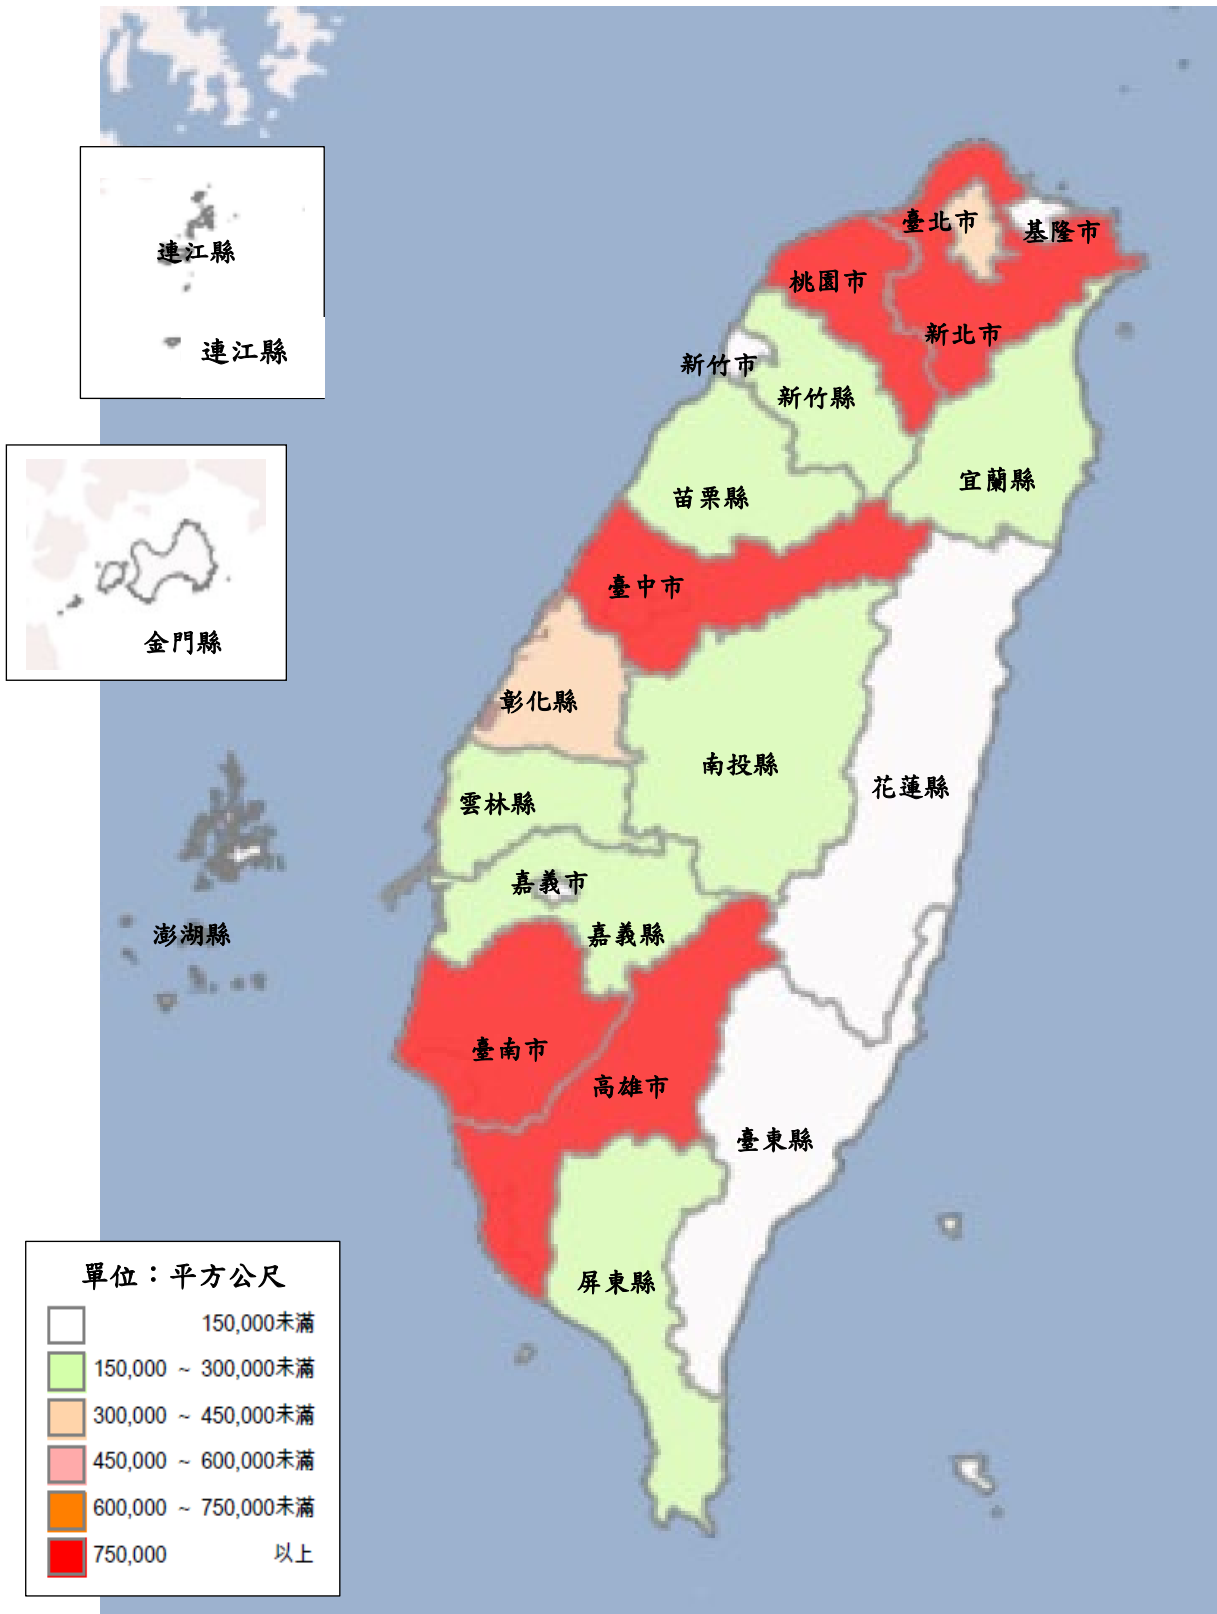 連江縣
連江縣
金門縣
澎湖縣
臺北市
基隆市
桃園市
新北市
新竹市
新竹縣
宜蘭縣
苗栗縣
臺中市
彰化縣
南投縣
花蓮縣
雲林縣
嘉義市
嘉義縣
臺南市
高雄市
臺東縣
屏東縣
單位：平方公尺
150,000未滿
150,000 ~ 300,000未滿
300,000 ~ 450,000未滿
450,000 ~ 600,000未滿
600,000 ~ 750,000未滿
750,000 以上